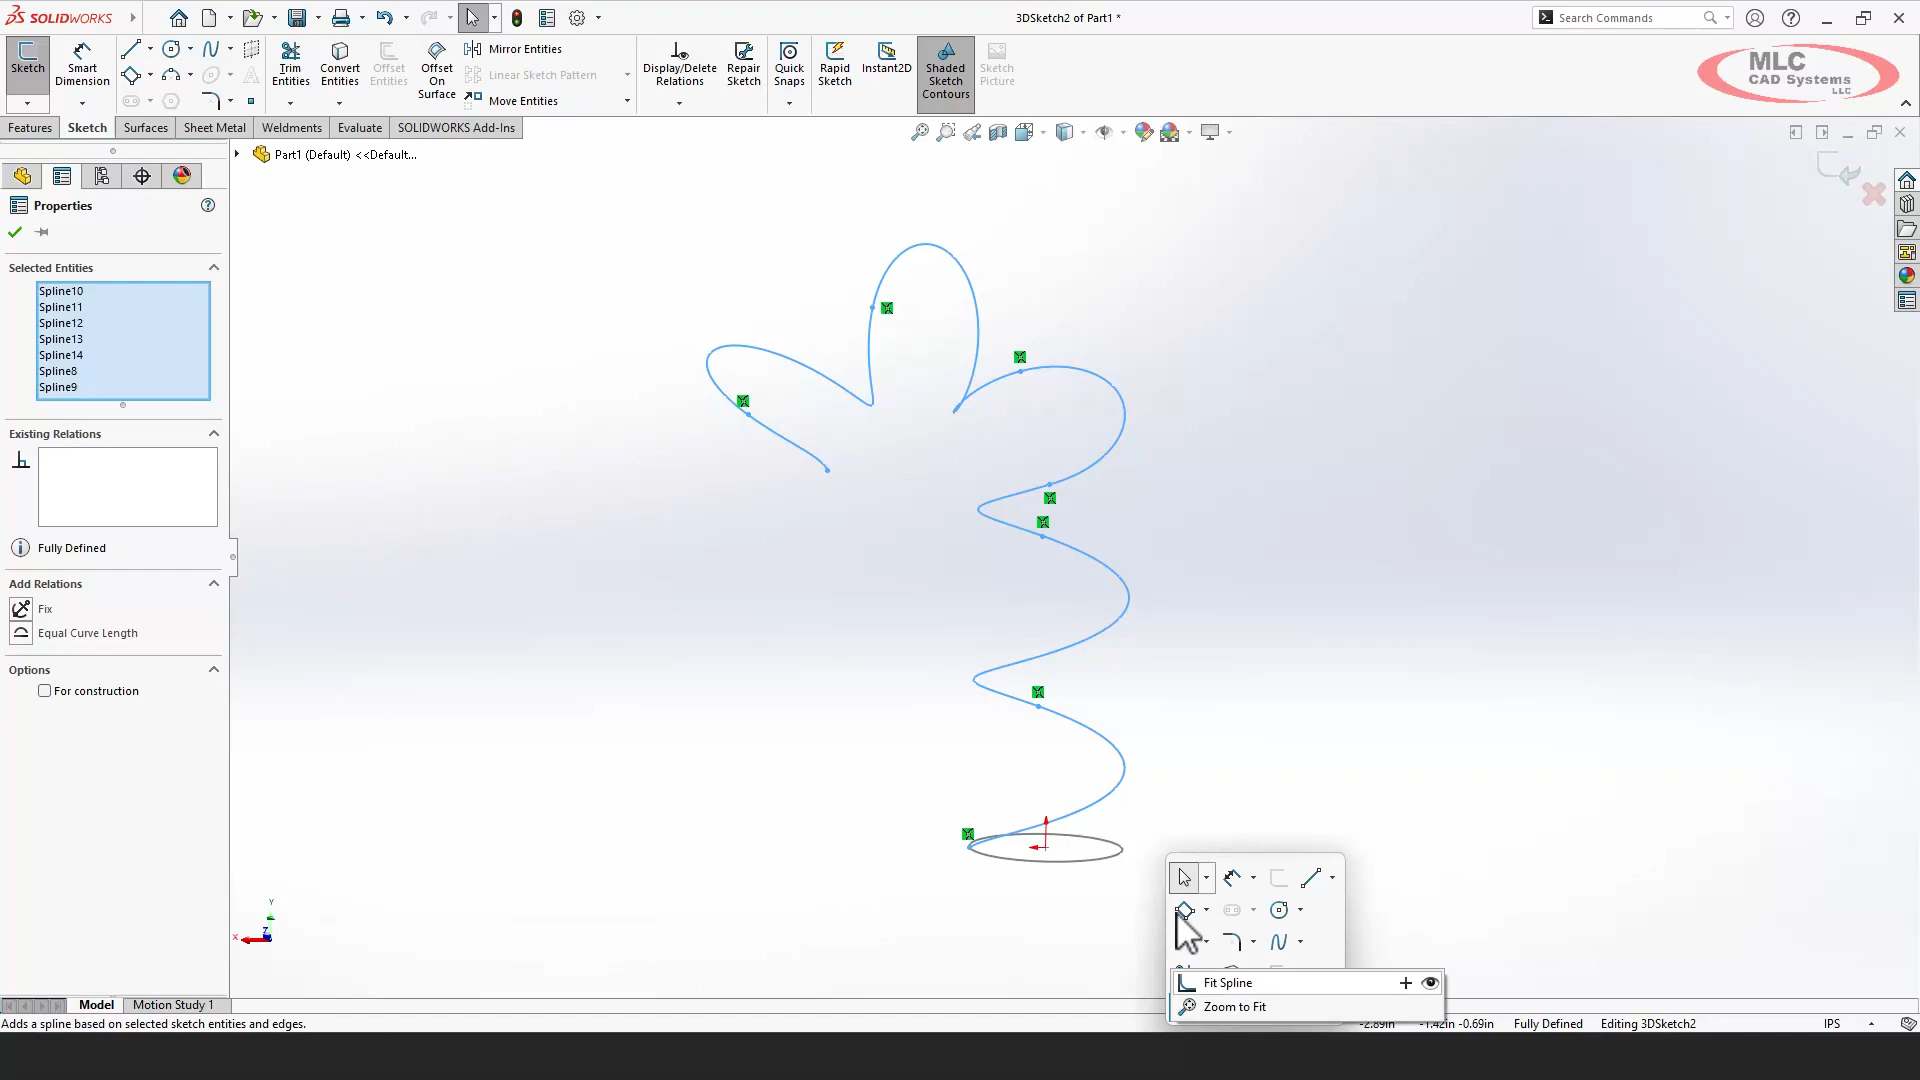 SOLIDWORKS
3DSketch2 of Part1 *
Search Commands
Sketch
Smart Dimension
Trim Entities
Convert Entities
Offset Entities
Offset On Surface
Mirror Entities
Linear Sketch Pattern
Move Entities
Display/Delete Relations
Repair Sketch
Quick Snaps
Rapid Sketch
Instant2D
Shaded Sketch Contours
Sketch Picture
MLC
CAD Systems
LLC
Features
Sketch
Surfaces
Sheet Metal
Weldments
Evaluate
SOLIDWORKS Add-Ins
Part1 (Default) <<Default...
Properties
Selected Entities
Spline10
Spline11
Spline12
Spline13
Spline14
Spline8
Spline9
Existing Relations
Fully Defined
Add Relations
Fix
Equal Curve Length
Options
For construction
Y
X
Z
Fit Spline
Zoom to Fit
Model
Motion Study 1
Adds a spline based on selected sketch entities and edges.
-2.89in
-1.42in
-0.69in
Fully Defined
Editing 3DSketch2
IPS